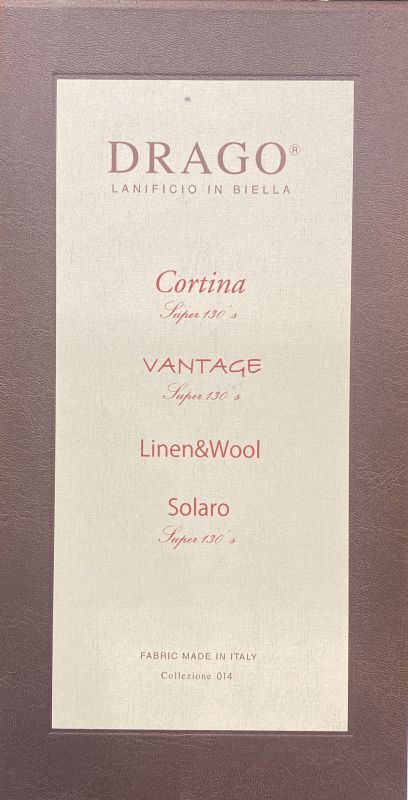 DRAGO®
LANIFICIO IN BIELLA
Cortina
Super 130's
VANTAGE
Super 130's
Linen&Wool
Solaro
Super 130's
FABRIC MADE IN ITALY
Collezione 014